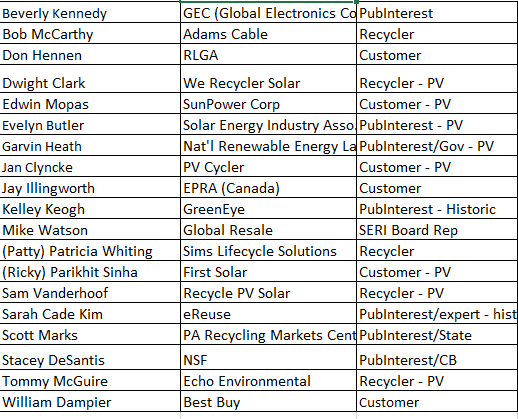 Beverly Kennedy GEC (Global Electronics Co PubInterest
Bob McCarthy Adams Cable Recycler
Don Hennen RLGA Customer
Dwight Clark We Recycler Solar Recycler - PV
Edwin Mopas SunPower Corp Customer - PV
Evelyn Butler Solar Energy Industry Asso. PubInterest - PV
Garvin Heath Nat'l Renewable Energy La PubInterest/Gov - PV
Jan Clyncke PV Cycler Customer - PV
Jay Illingworth EPRA (Canada) Customer
Kelley Keogh GreenEye PubInterest - Historic
Mike Watson Global Resale SERI Board Rep
(Patty) Patricia Whiting Sims Lifecycle Solutions Recycler
(Ricky) Parikhit Sinha First Solar Customer - PV
Sam Vanderhoof Recycle PV Solar Recycler - PV
Sarah Cade Kim eReuse PubInterest/expert - hist
Scott Marks PA Recycling Markets Cent PubInterest/State
Stacey DeSantis NSF PubInterest/CB
Tommy McGuire Echo Environmental Recycler - PV
William Dampier Best Buy Customer